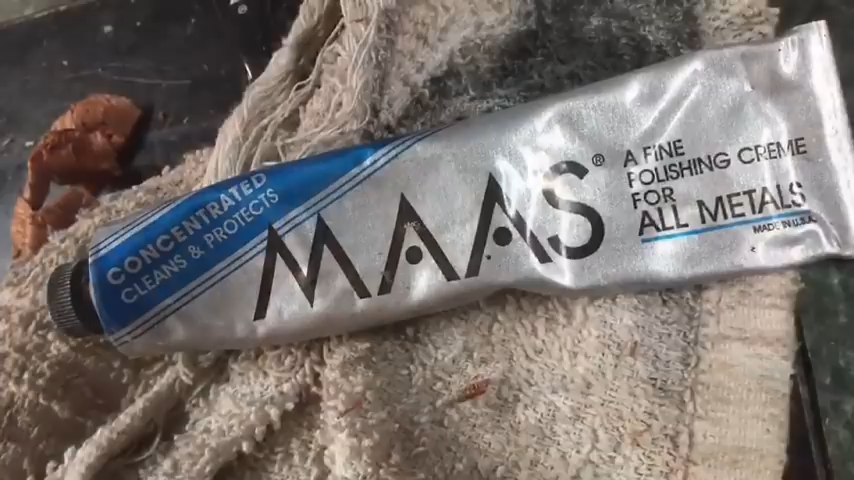 CONCENTRATED
CLEANS & PROTECTS
MAAS®
A FINE
POLISHING CREME
FOR
ALL METALS
MADE IN U.S.A.